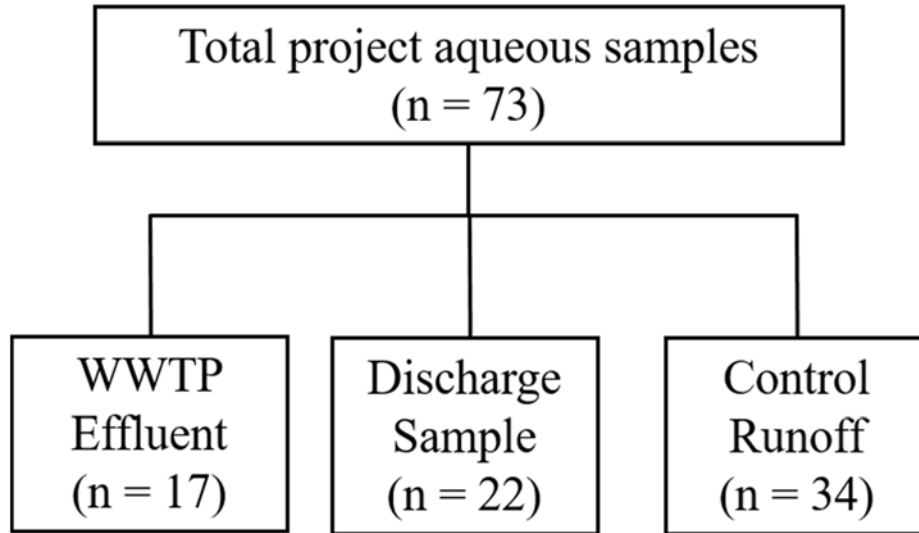 Total project aqueous samples
(n = 73)
WWTP
Effluent
(n = 17)
Discharge
Sample
(n = 22)
Control
Runoff
(n = 34)